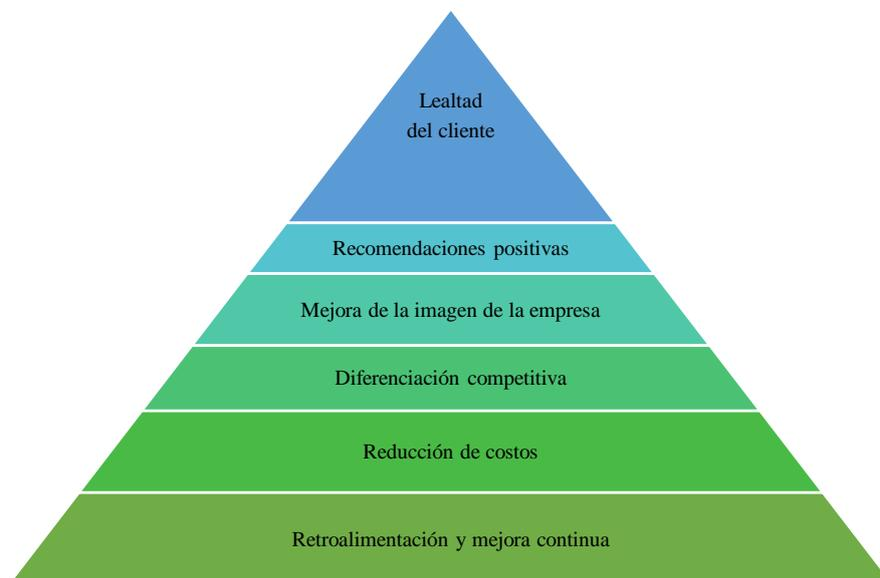 Lealtad
del cliente
Recomendaciones positivas
Mejora de la imagen de la empresa
Diferenciación competitiva
Reducción de costos
Retroalimentación y mejora continua